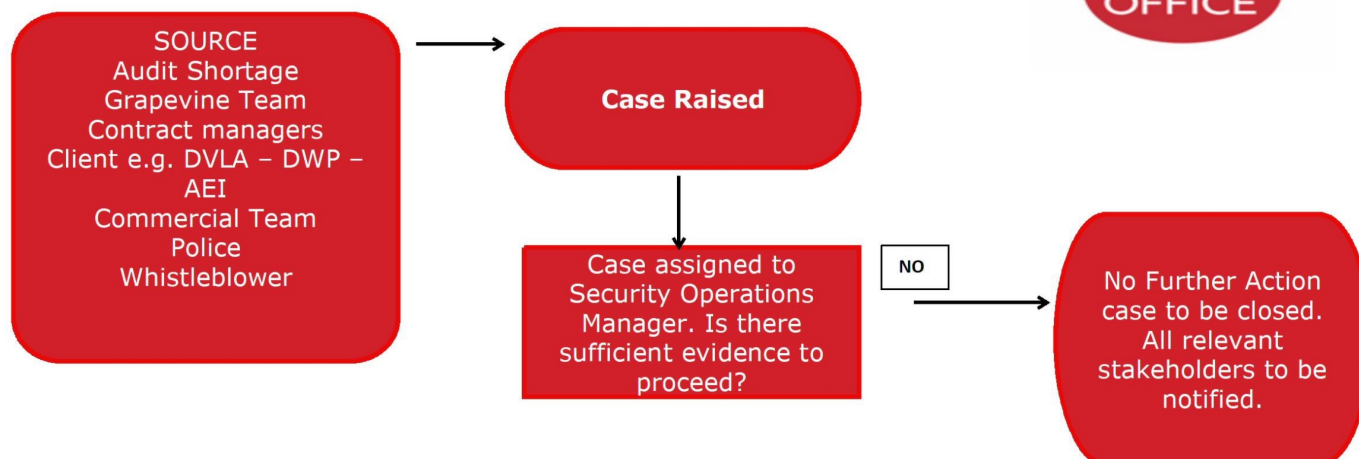 OFFICE
SOURCE
Audit Shortage
Grapevine Team
Contract managers
Client e.g. DVLA – DWP –
AEI
Commercial Team
Police
Whistleblower
Case Raised
Case assigned to
Security Operations
Manager. Is there
sufficient evidence to
proceed?
NO
No Further Action
case to be closed.
All relevant
stakeholders to be
notified.